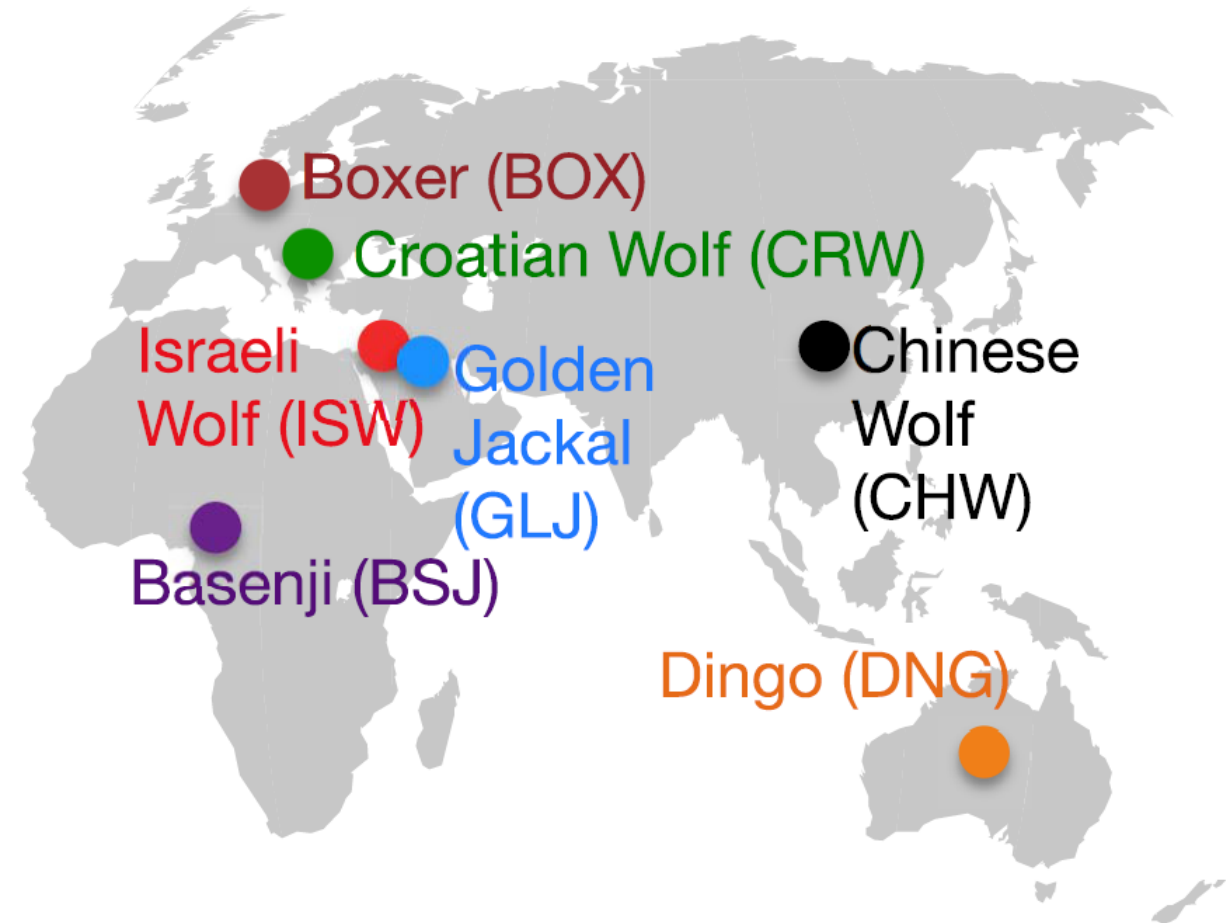 Boxer (BOX)
Croatian Wolf (CRW)
Israeli
Wolf (ISW)
Golden
Jackal
(GLJ)
Chinese
Wolf
(CHW)
Basenji (BSJ)
Dingo (DNG)